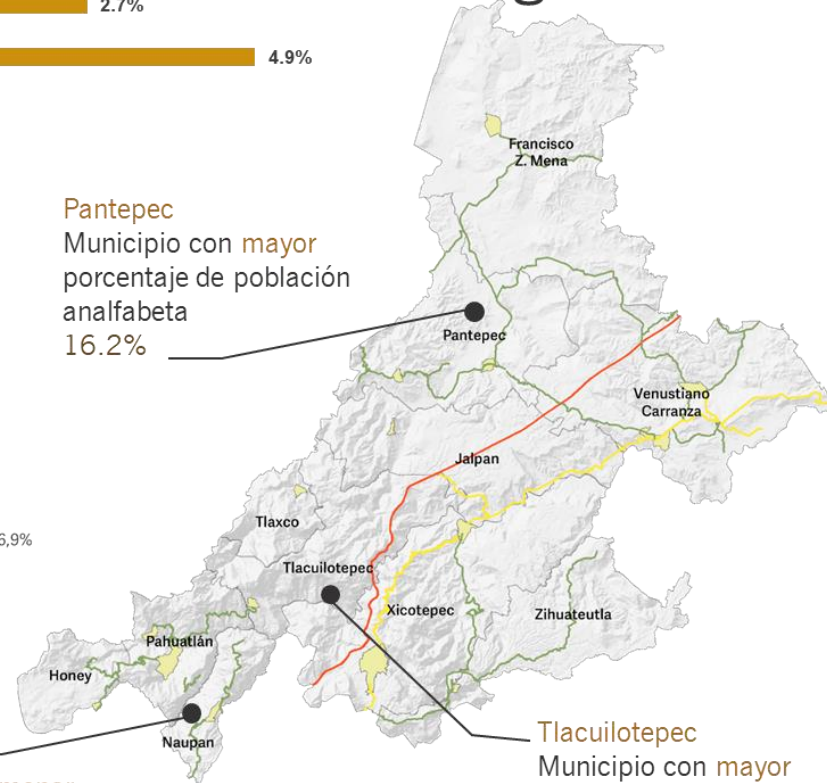 2.7%
4.9%
Francisco
Z. Mena
Pantepec
Municipio con mayor
porcentaje de población
analfabeta
16.2%
Pantepec
Venustiano
Carranza
Jalpan
Tlaxco
6,9%
Tlacuilotepec
Xicotepec
Zihuateutla
Pahuatlán
Honey
Naupan
Tlacuilotepec
Municipio con mayor